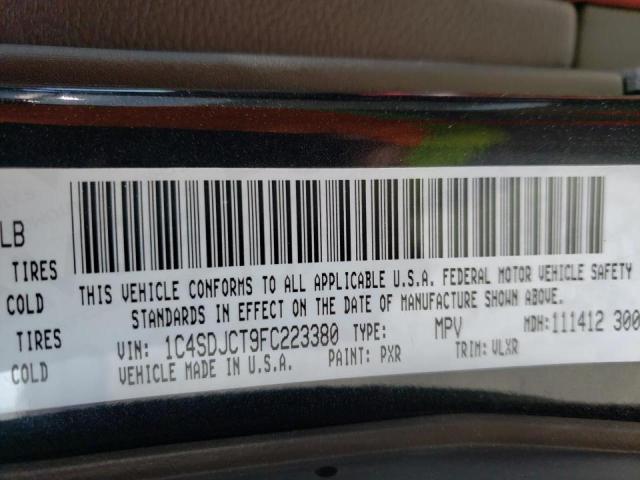 LB
TIRES
COLD
THIS VEHICLE CONFORMS TO ALL APPLICABLE U.S.A. FEDERAL MOTOR VEHICLE SAFETY
STANDARDS IN EFFECT ON THE DATE OF MANUFACTURE SHOWN ABOVE.
TIRES
COLD
VIN: 1C4SDJCT9FC223380 TYPE: MPV MDH: 111412 300
VEHICLE MADE IN U.S.A. PAINT: PXR TRIM: VLXR